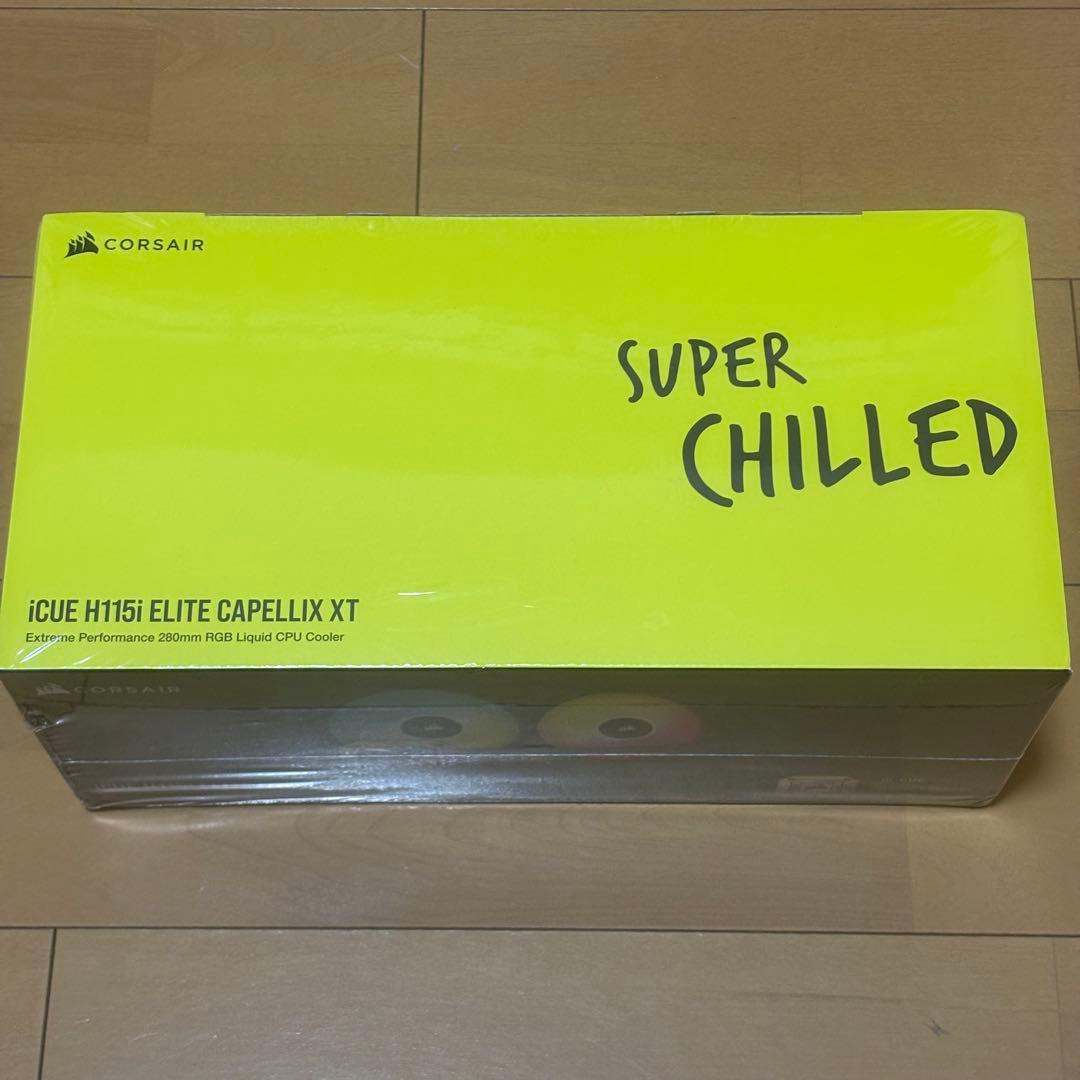 CORSAIR
SUPER
CHILLED
iCUE H115i ELITE CAPELLIX XT
Extreme Performance 280mm RGB Liquid CPU Cooler
CORSAIR